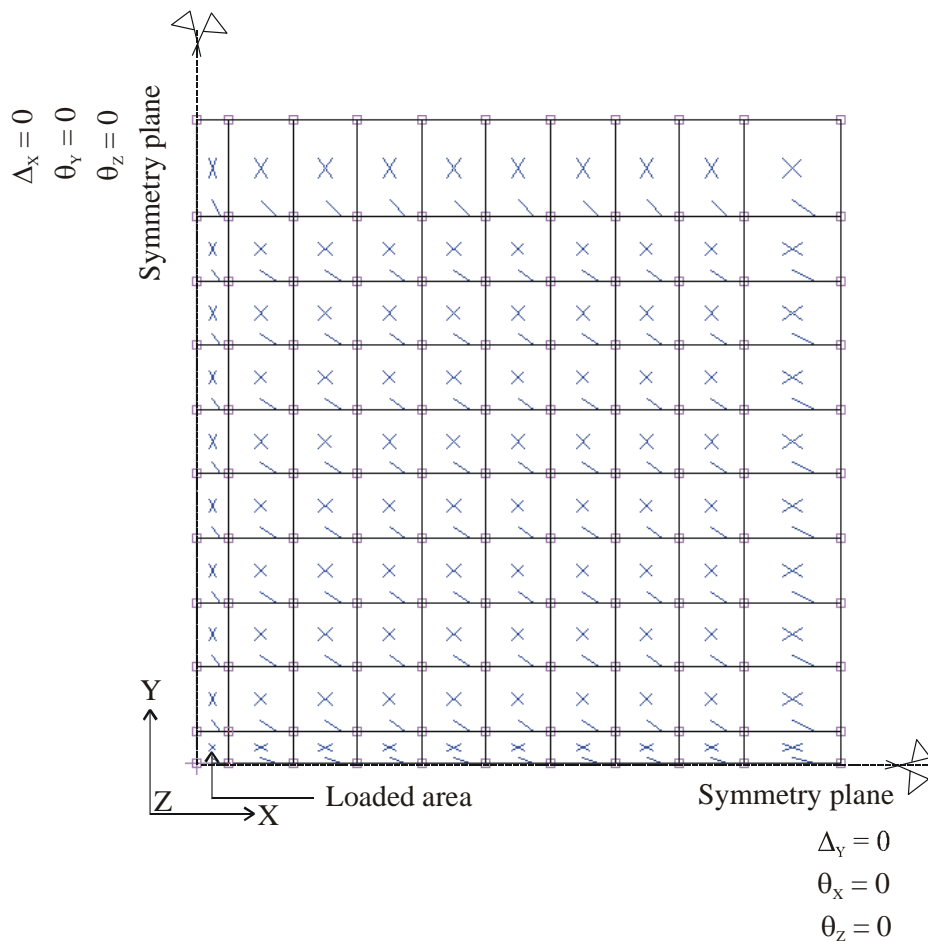 Δ_X = 0
θ_Y = 0
θ_Z = 0
Symmetry plane
Y
Z
X
Loaded area
Symmetry plane
Δ_Y = 0
θ_X = 0
θ_Z = 0